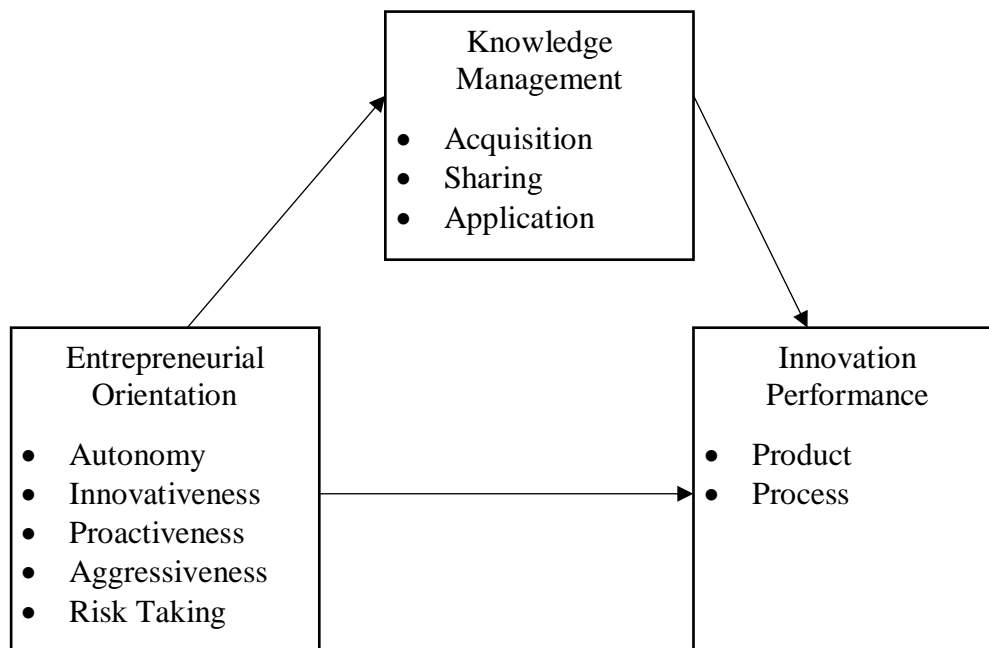 Knowledge
Management
• Acquisition
• Sharing
• Application
Entrepreneurial
Orientation
• Autonomy
• Innovativeness
• Proactiveness
• Aggressiveness
• Risk Taking
Innovation
Performance
• Product
• Process